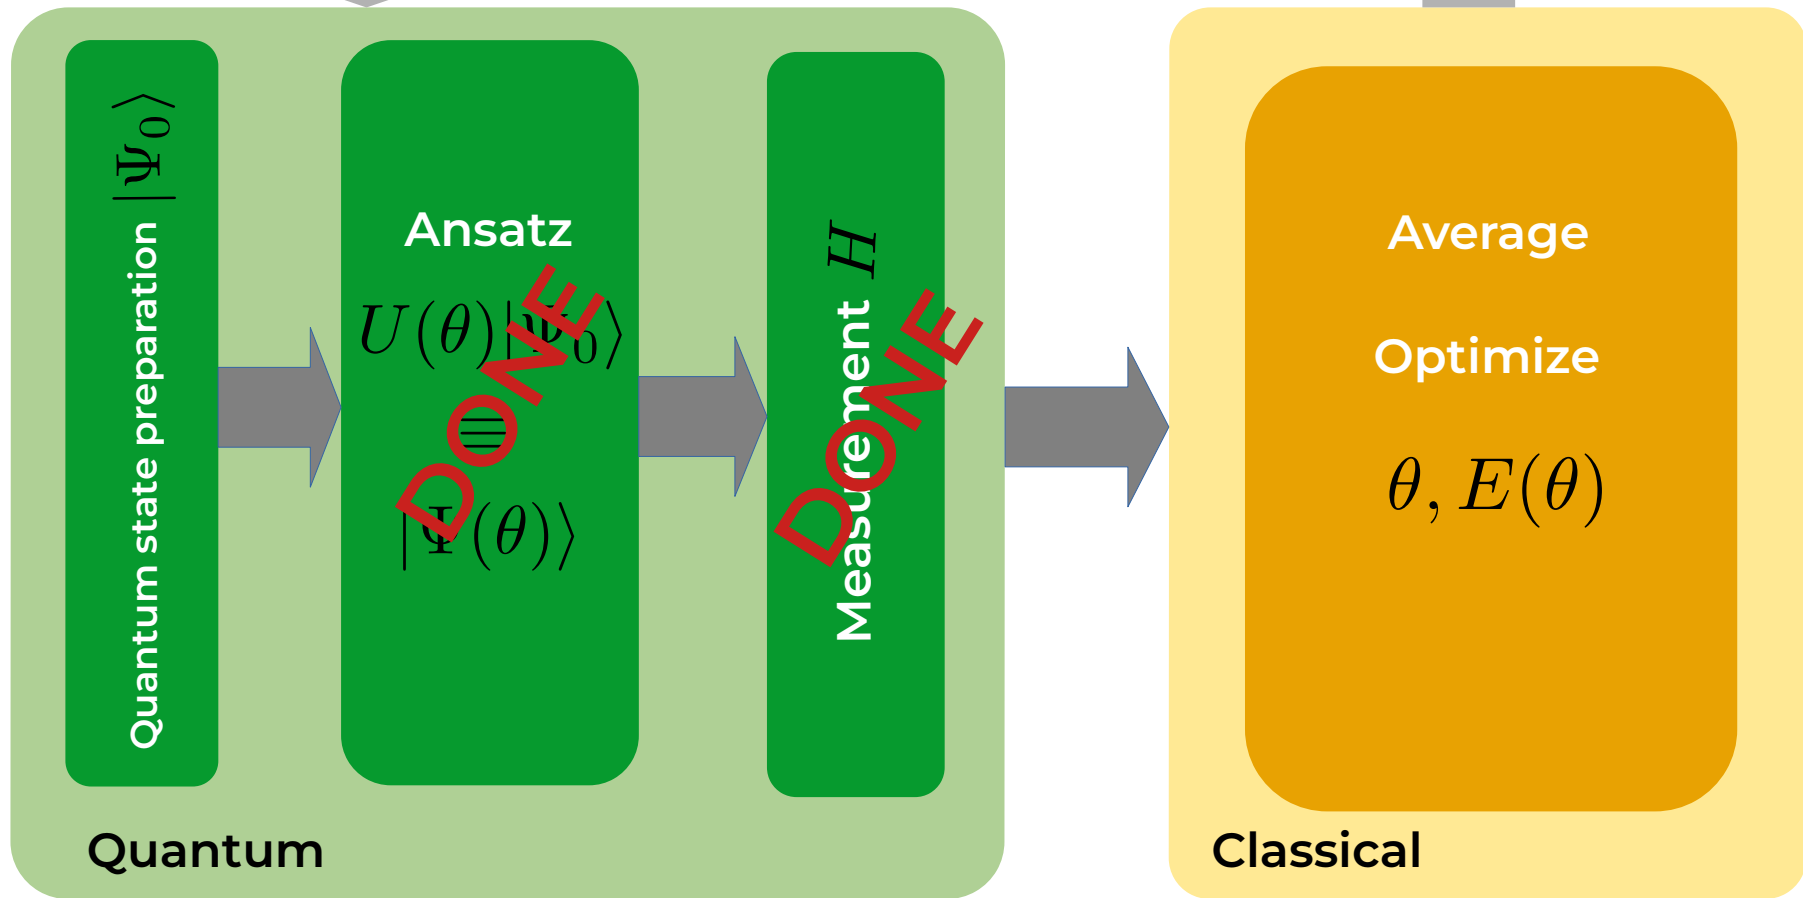 Quantum state preparation |Ψ₀⟩
Ansatz
U(θ)|Ψ₀⟩
≡
|Ψ(θ)⟩
DONE
Measurement H
DONE
Quantum
Average
Optimize
θ, E(θ)
Classical